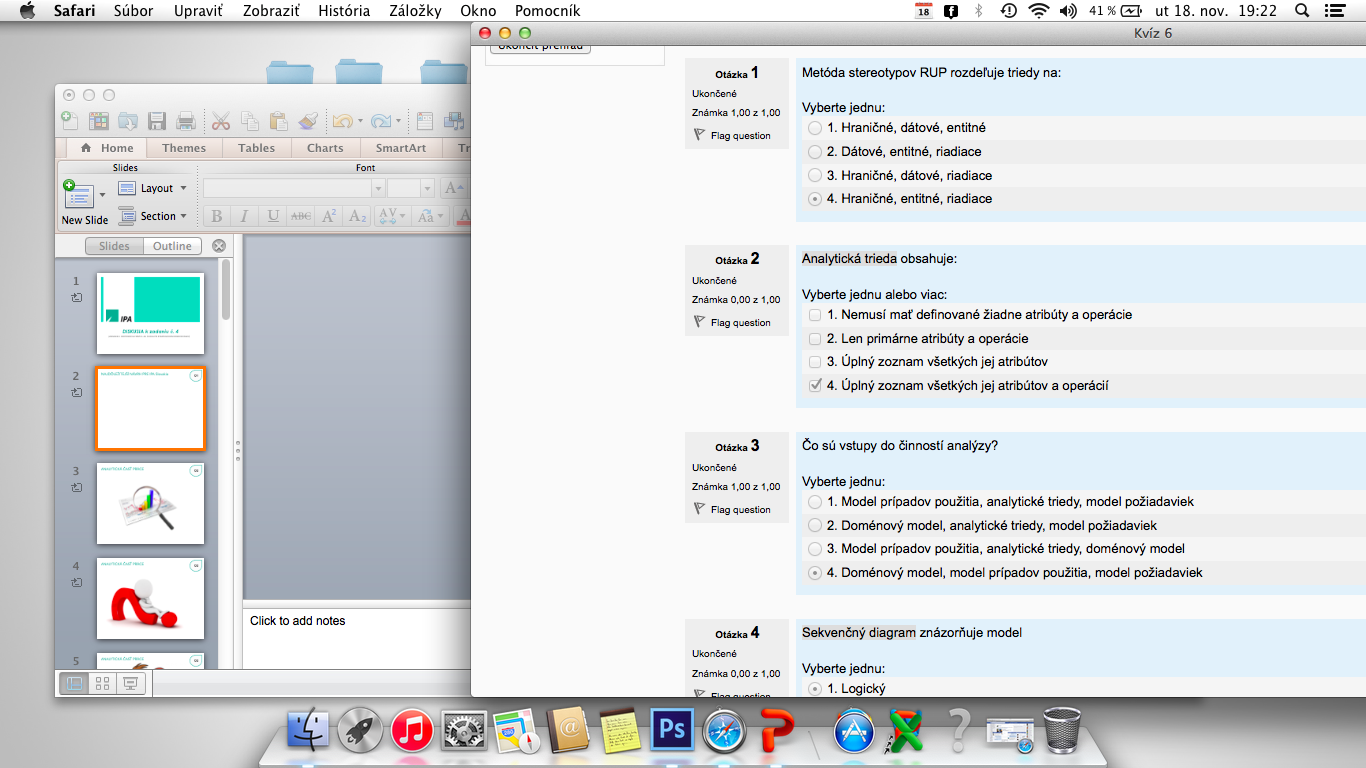 Safari Súbor Upraviť Zobraziť História Záložky Okno Pomocník
18 41 % ut 18. nov. 19:22
Kvíz 6
Ukončiť prehľad
Home Themes Tables Charts SmartArt Tr
Slides Font
New Slide Layout Section
B I U ABC A² A₂ AV Aa A
Slides Outline
1
IPA
2
3
4
5
Click to add notes
Otázka 1
Ukončené
Známka 1,00 z 1,00
Flag question
Metóda stereotypov RUP rozdeľuje triedy na:
Vyberte jednu:
1. Hraničné, dátové, entitné
2. Dátové, entitné, riadiace
3. Hraničné, dátové, riadiace
4. Hraničné, entitné, riadiace
Otázka 2
Ukončené
Známka 0,00 z 1,00
Flag question
Analytická trieda obsahuje:
Vyberte jednu alebo viac:
1. Nemusí mať definované žiadne atribúty a operácie
2. Len primárne atribúty a operácie
3. Úplný zoznam všetkých jej atribútov
4. Úplný zoznam všetkých jej atribútov a operácií
Otázka 3
Ukončené
Známka 1,00 z 1,00
Flag question
Čo sú vstupy do činností analýzy?
Vyberte jednu:
1. Model prípadov použitia, analytické triedy, model požiadaviek
2. Doménový model, analytické triedy, model požiadaviek
3. Model prípadov použitia, analytické triedy, doménový model
4. Doménový model, model prípadov použitia, model požiadaviek
Otázka 4
Ukončené
Známka 0,00 z 1,00
Flag question
Sekvenčný diagram znázorňuje model
Vyberte jednu:
1. Logický
Ps